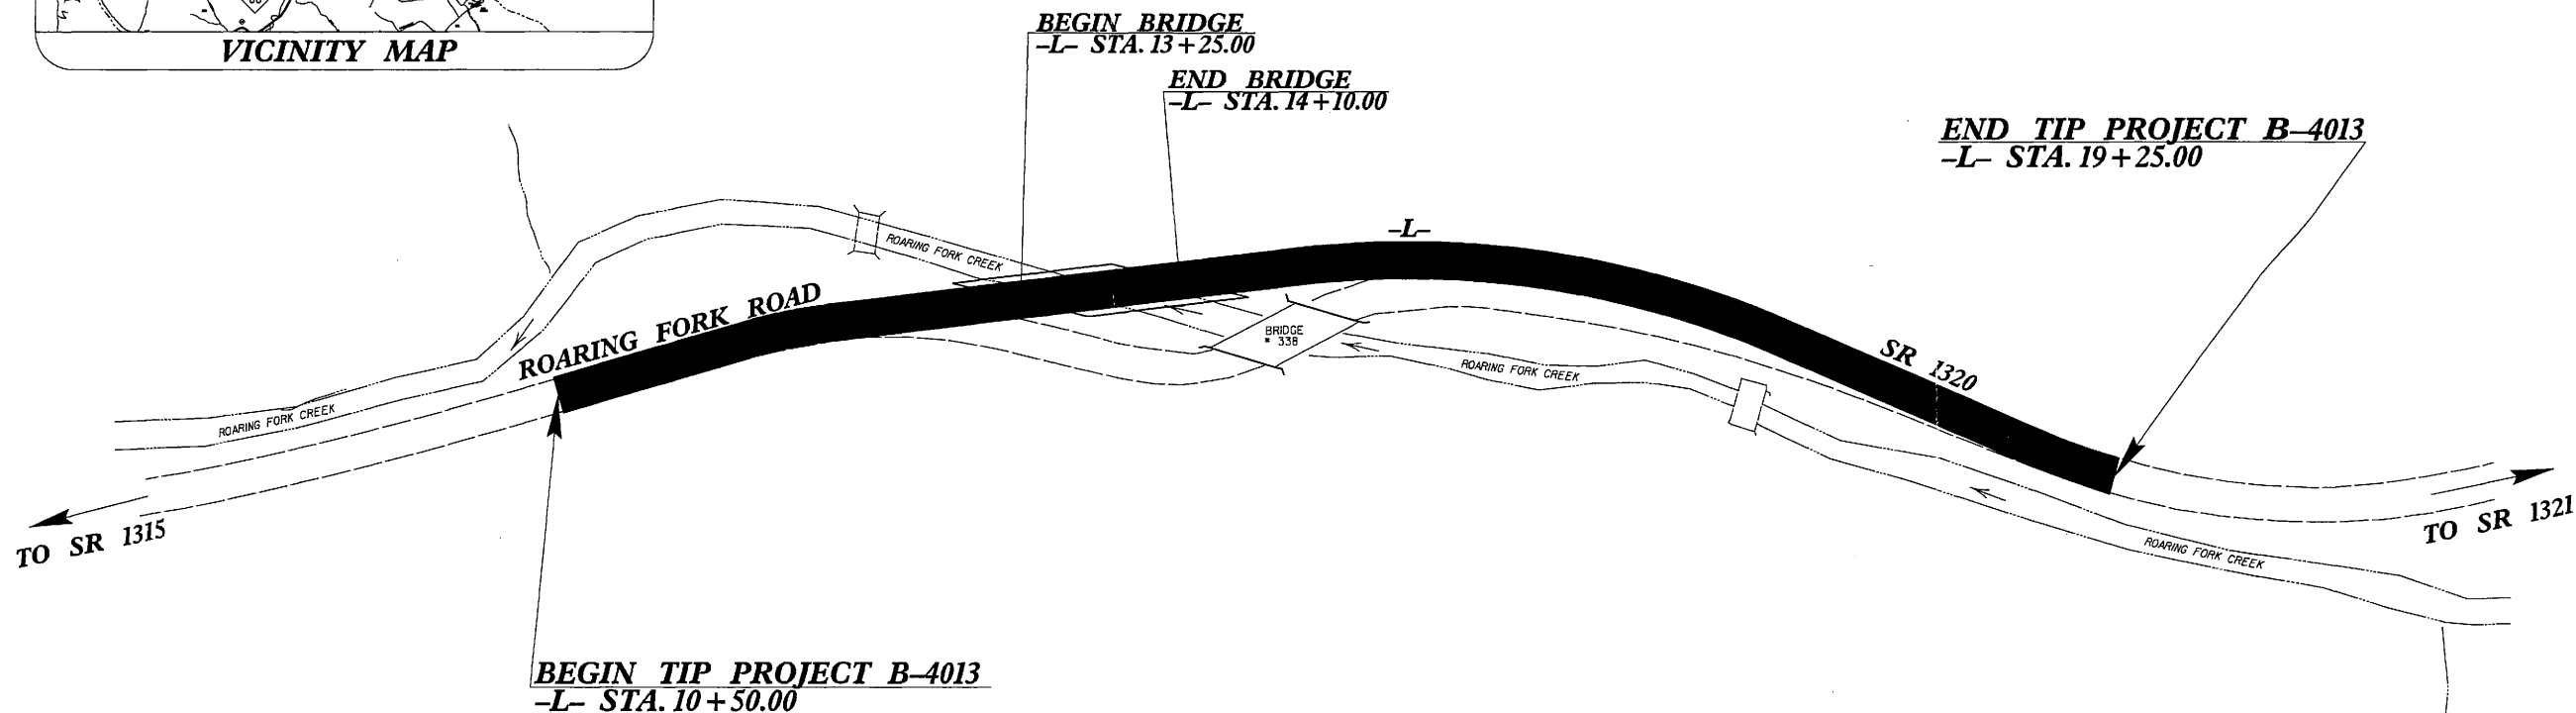 VICINITY MAP
BEGIN BRIDGE
-L- STA. 13+25.00
END BRIDGE
-L- STA. 14+10.00
END TIP PROJECT B-4013
-L- STA. 19+25.00
-L-
ROARING FORK CREEK
ROARING FORK ROAD
BRIDGE
# 338
SR 1320
ROARING FORK CREEK
ROARING FORK CREEK
TO SR 1315
TO SR 1321
ROARING FORK CREEK
BEGIN TIP PROJECT B-4013
-L- STA. 10+50.00